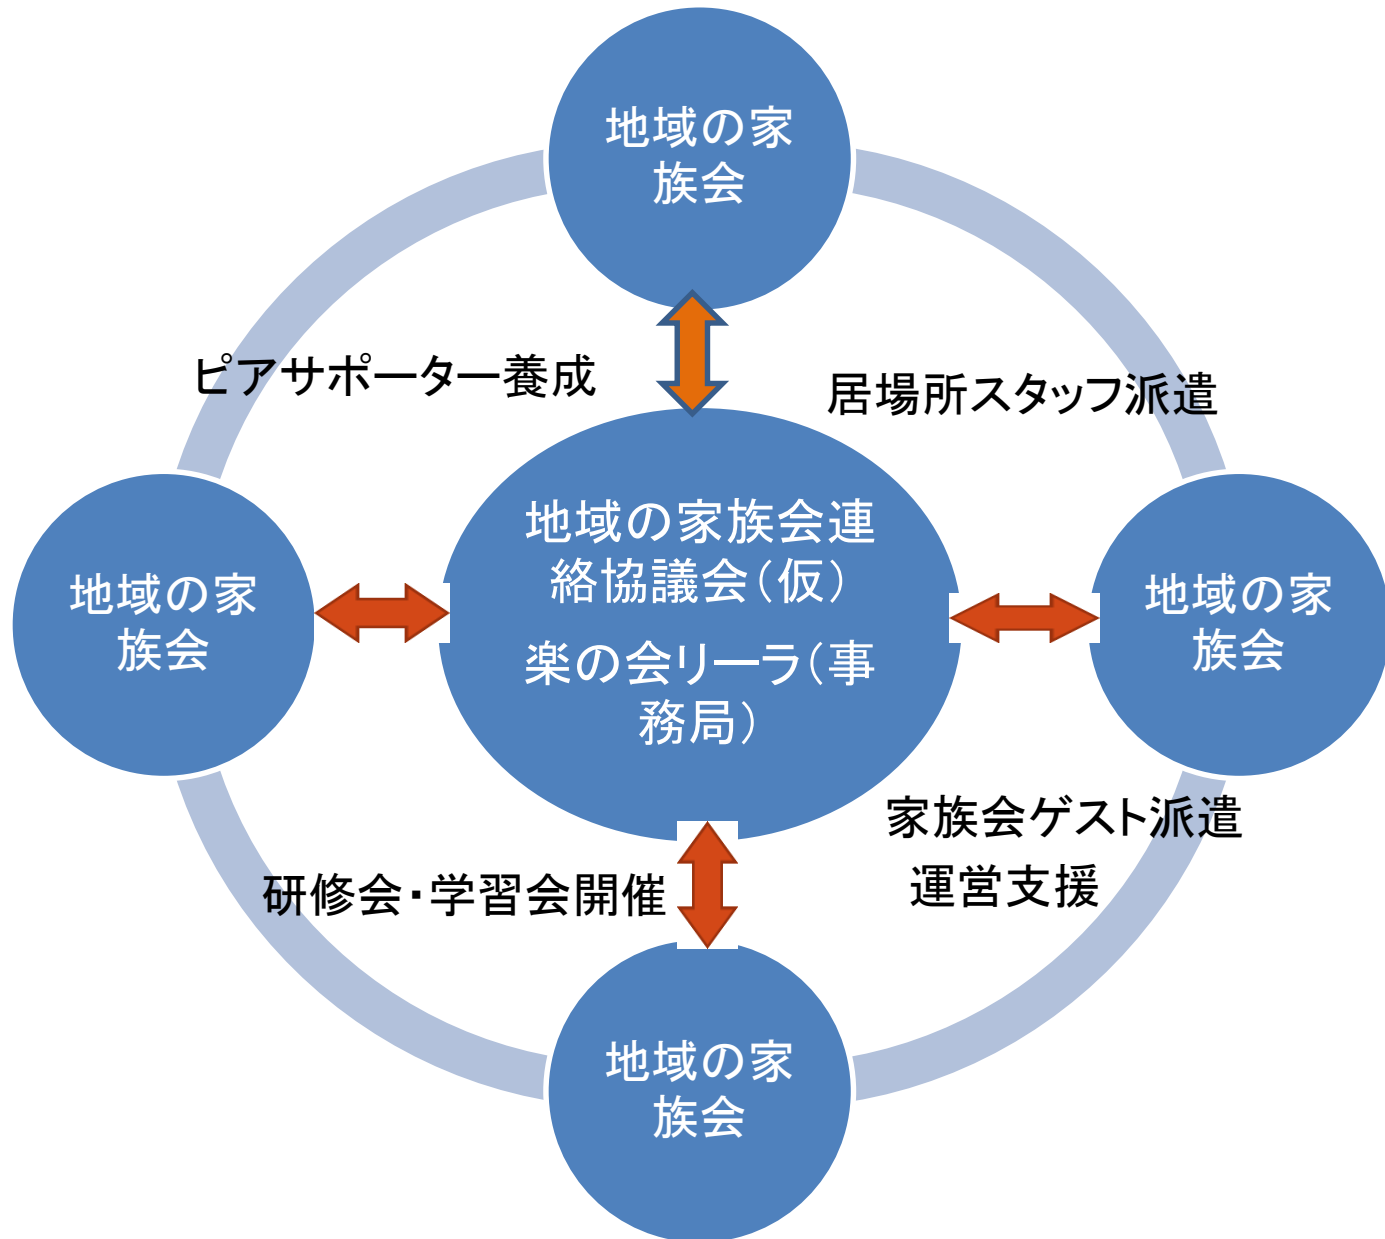 地域の家
族会
ピアサポーター養成
居場所スタッフ派遣
地域の家
族会
地域の家族会連
絡協議会（仮）
楽の会リーラ（事
務局）
地域の家
族会
家族会ゲスト派遣
運営支援
研修会・学習会開催
地域の家
族会